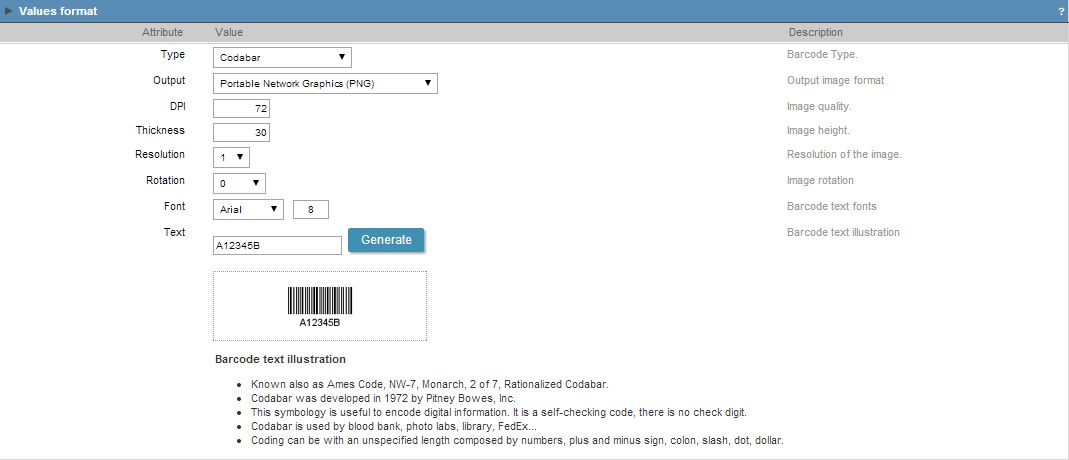 Values format ?
Attribute Value Description
Type Codabar Barcode Type.
Output Portable Network Graphics (PNG) Output image format
DPI 72 Image quality.
Thickness 30 Image height.
Resolution 1 Resolution of the image.
Rotation 0 Image rotation
Font Arial 8 Barcode text fonts
Text A12345B Generate Barcode text illustration
A12345B
Barcode text illustration
Known also as Ames Code, NW-7, Monarch, 2 of 7, Rationalized Codabar.
Codabar was developed in 1972 by Pitney Bowes, Inc.
This symbology is useful to encode digital information. It is a self-checking code, there is no check digit.
Codabar is used by blood bank, photo labs, library, FedEx...
Coding can be with an unspecified length composed by numbers, plus and minus sign, colon, slash, dot, dollar.